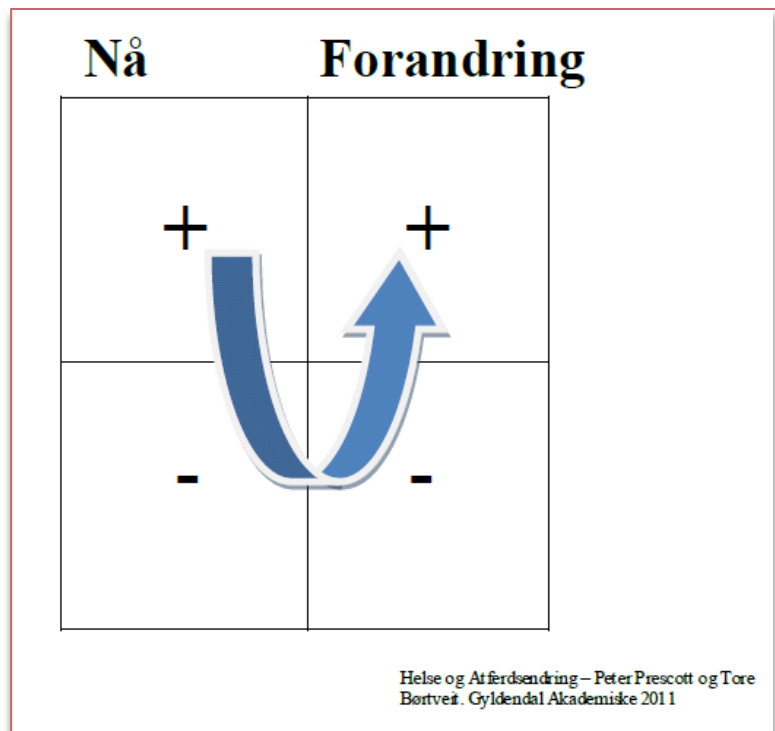 Nå Forandring
+ +
- -
Helse og Atferdsendring – Peter Prescott og Tore
Børtveit. Gyldendal Akademiske 2011